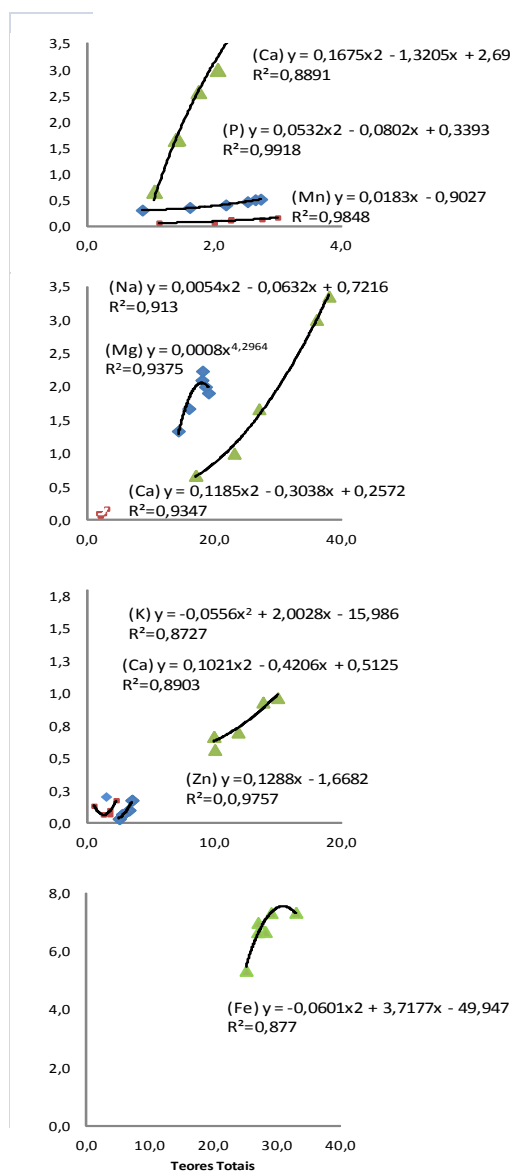 3,5
(Ca) y = 0,1675x2 - 1,3205x + 2,69
R²=0,8891
3,0
2,5
2,0
(P) y = 0,0532x2 - 0,0802x + 0,3393
R²=0,9918
1,5
1,0
(Mn) y = 0,0183x - 0,9027
R²=0,9848
0,5
0,0
0,0 2,0 4,0
3,5
(Na) y = 0,0054x2 - 0,0632x + 0,7216
R²=0,913
3,0
2,5
(Mg) y = 0,0008x4,2964
R²=0,9375
2,0
1,5
1,0
0,5
(Ca) y = 0,1185x2 - 0,3038x + 0,2572
R²=0,9347
0,0
0,0 20,0 40,0
1,8
(K) y = -0,0556x² + 2,0028x - 15,986
R²=0,8727
1,5
1,3
(Ca) y = 0,1021x2 - 0,4206x + 0,5125
R²=0,8903
1,0
0,8
0,5
(Zn) y = 0,1288x - 1,6682
R²=0,0,9757
0,3
0,0
0,0 10,0 20,0
8,0
6,0
4,0
(Fe) y = -0,0601x2 + 3,7177x - 49,947
R²=0,877
2,0
0,0
0,0 10,0 20,0 30,0 40,0
Teores Totais